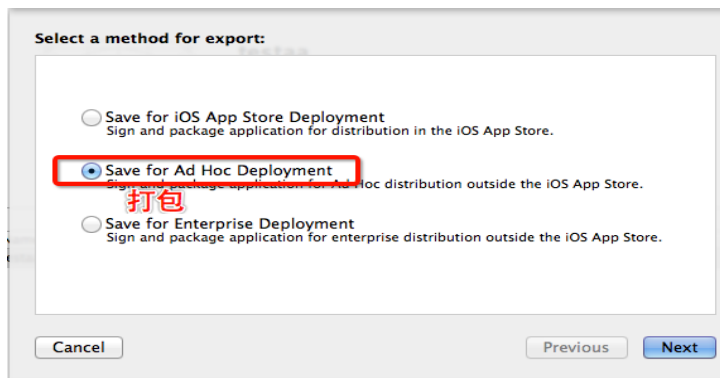 Select a method for export:
Save for iOS App Store Deployment
Sign and package application for distribution in the iOS App Store.
Save for Ad Hoc Deployment
Sign and package application for Ad Hoc distribution outside the iOS App Store.
打包
Save for Enterprise Deployment
Sign and package application for enterprise distribution outside the iOS App Store.
Cancel
Previous
Next